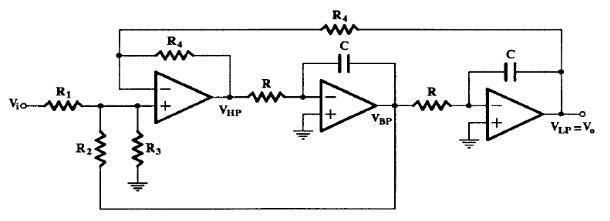 R4
R4
C
C
R1
Vi
−
+
VHP
R
−
+
VBP
R
−
+
VLP = Vo
R2
R3